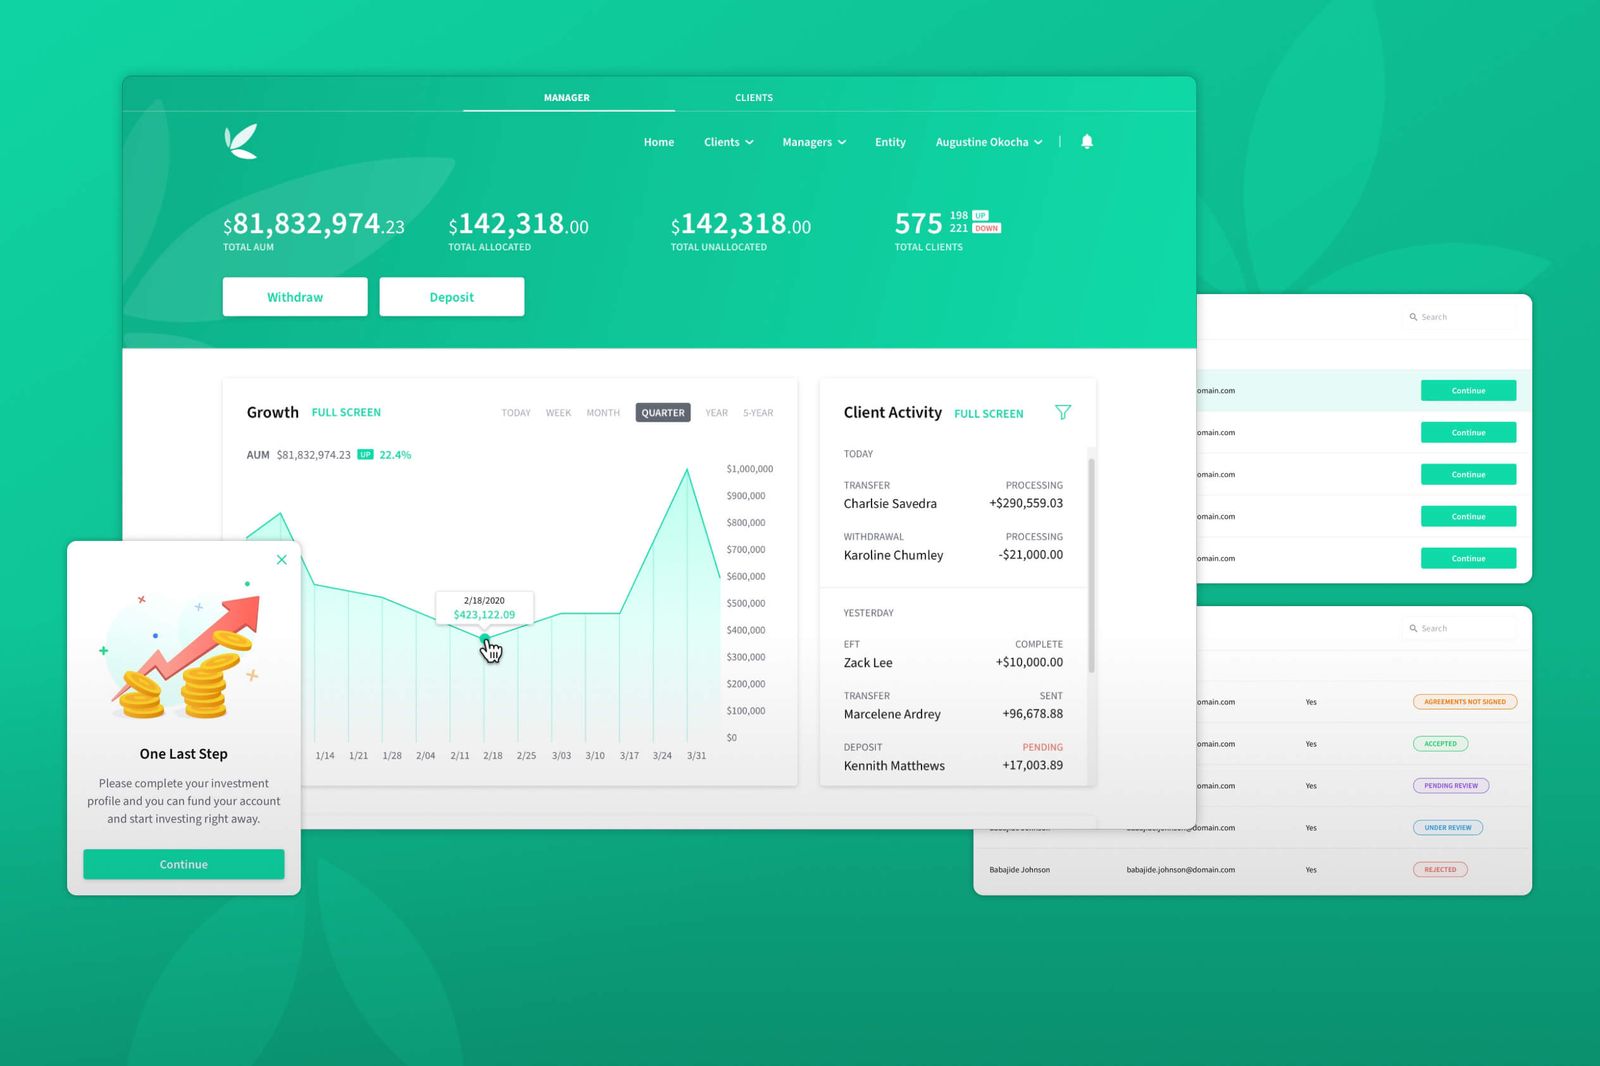 MANAGER CLIENTS
Home Clients Managers Entity Augustine Okocha
$81,832,974.23 $142,318.00 $142,318.00 575 198 UP
221 DOWN
TOTAL AUM TOTAL ALLOCATED TOTAL UNALLOCATED TOTAL CLIENTS
Withdraw Deposit
Growth FULL SCREEN TODAY WEEK MONTH QUARTER YEAR 5-YEAR
AUM $81,832,974.23 UP 22.4%
$1,000,000
$900,000
$800,000
$700,000
$600,000
$500,000
$400,000
$300,000
$200,000
$100,000
$0
2/18/2020
$423,122.09
1/14 1/21 1/28 2/04 2/11 2/18 2/25 3/03 3/10 3/17 3/24 3/31
Client Activity FULL SCREEN
TODAY
TRANSFER PROCESSING
Charlsie Savedra +$290,559.03
WITHDRAWAL PROCESSING
Karoline Chumley -$21,000.00
YESTERDAY
EFT COMPLETE
Zack Lee +$10,000.00
TRANSFER SENT
Marcelene Ardrey +96,678.88
DEPOSIT PENDING
Kennith Matthews +17,003.89
One Last Step
Please complete your investment
profile and you can fund your account
and start investing right away.
Continue
Search
domain.com Continue
omain.com Continue
omain.com Continue
omain.com Continue
omain.com Continue
Search
omain.com Yes AGREEMENTS NOT SIGNED
omain.com Yes ACCEPTED
omain.com Yes PENDING REVIEW
Babajide Johnson babajide.johnson@domain.com Yes UNDER REVIEW
Babajide Johnson babajide.johnson@domain.com Yes REJECTED